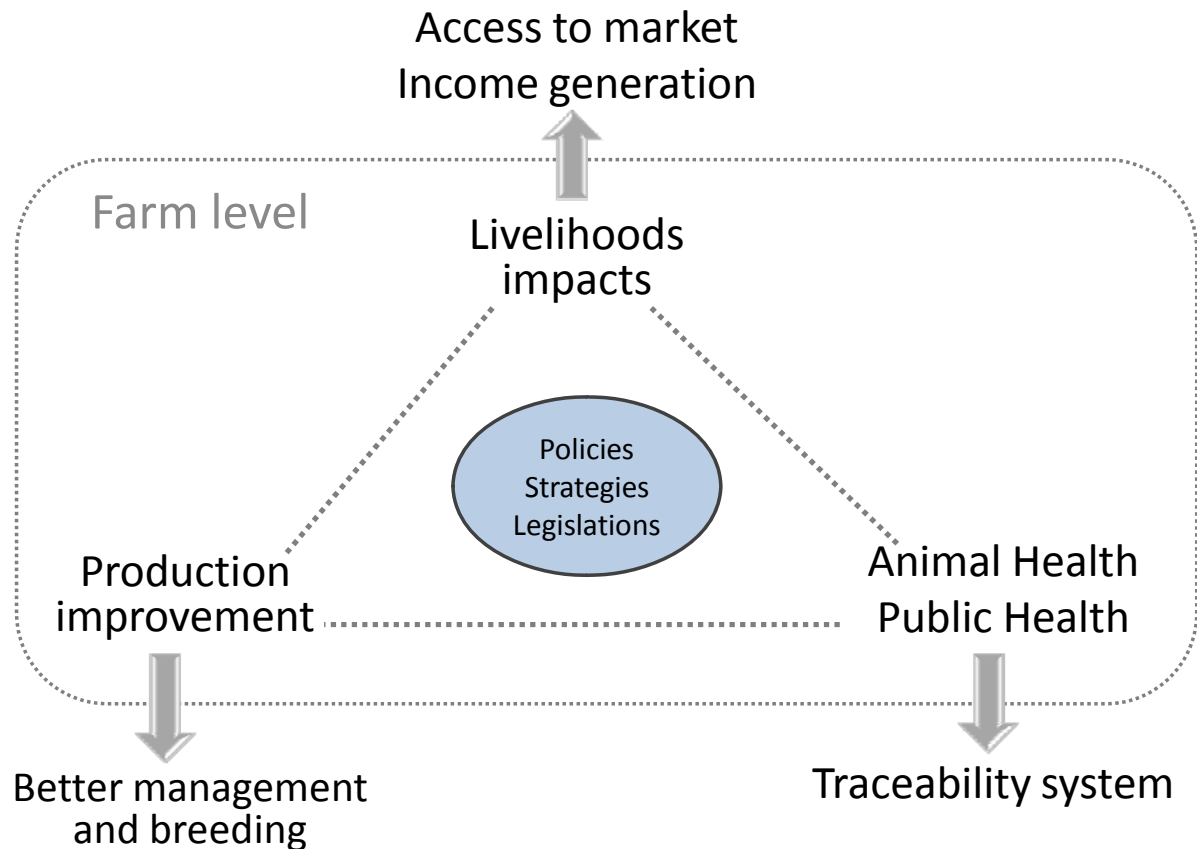 Access to market
Income generation
Farm level
Livelihoods
impacts
Policies
Strategies
Legislations
Production
improvement
Animal Health
Public Health
Better management
and breeding
Traceability system